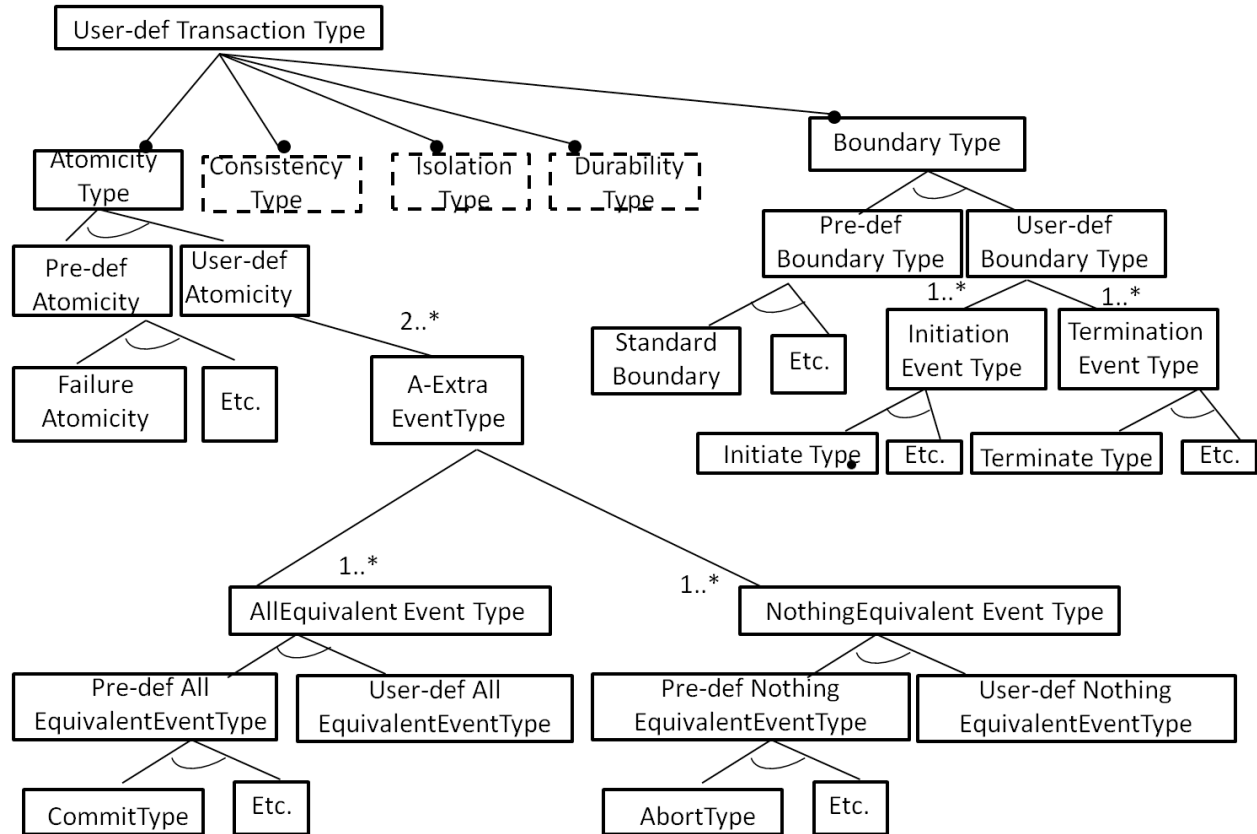 User-def Transaction Type
Atomicity
Type
Consistency
Type
Isolation
Type
Durability
Type
Boundary Type
Pre-def
Atomicity
User-def
Atomicity
Pre-def
Boundary Type
User-def
Boundary Type
2..*
1..*
1..*
Failure
Atomicity
Etc.
A-Extra
EventType
Standard
Boundary
Etc.
Initiation
Event Type
Termination
Event Type
Initiate Type
Etc.
Terminate Type
Etc.
1..*
1..*
AllEquivalent Event Type
NothingEquivalent Event Type
Pre-def All
EquivalentEventType
User-def All
EquivalentEventType
Pre-def Nothing
EquivalentEventType
User-def Nothing
EquivalentEventType
CommitType
Etc.
AbortType
Etc.